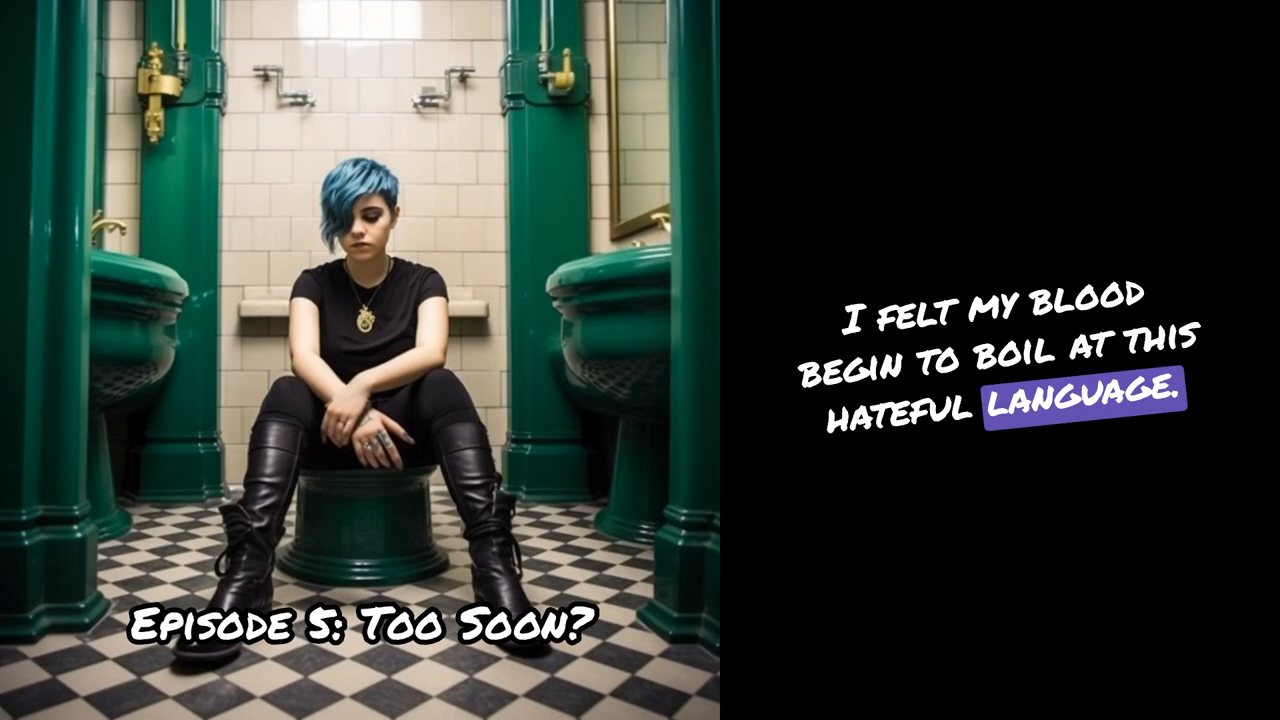 Episode 5: Too Soon?
I felt my blood
begin to boil at this
hateful language.